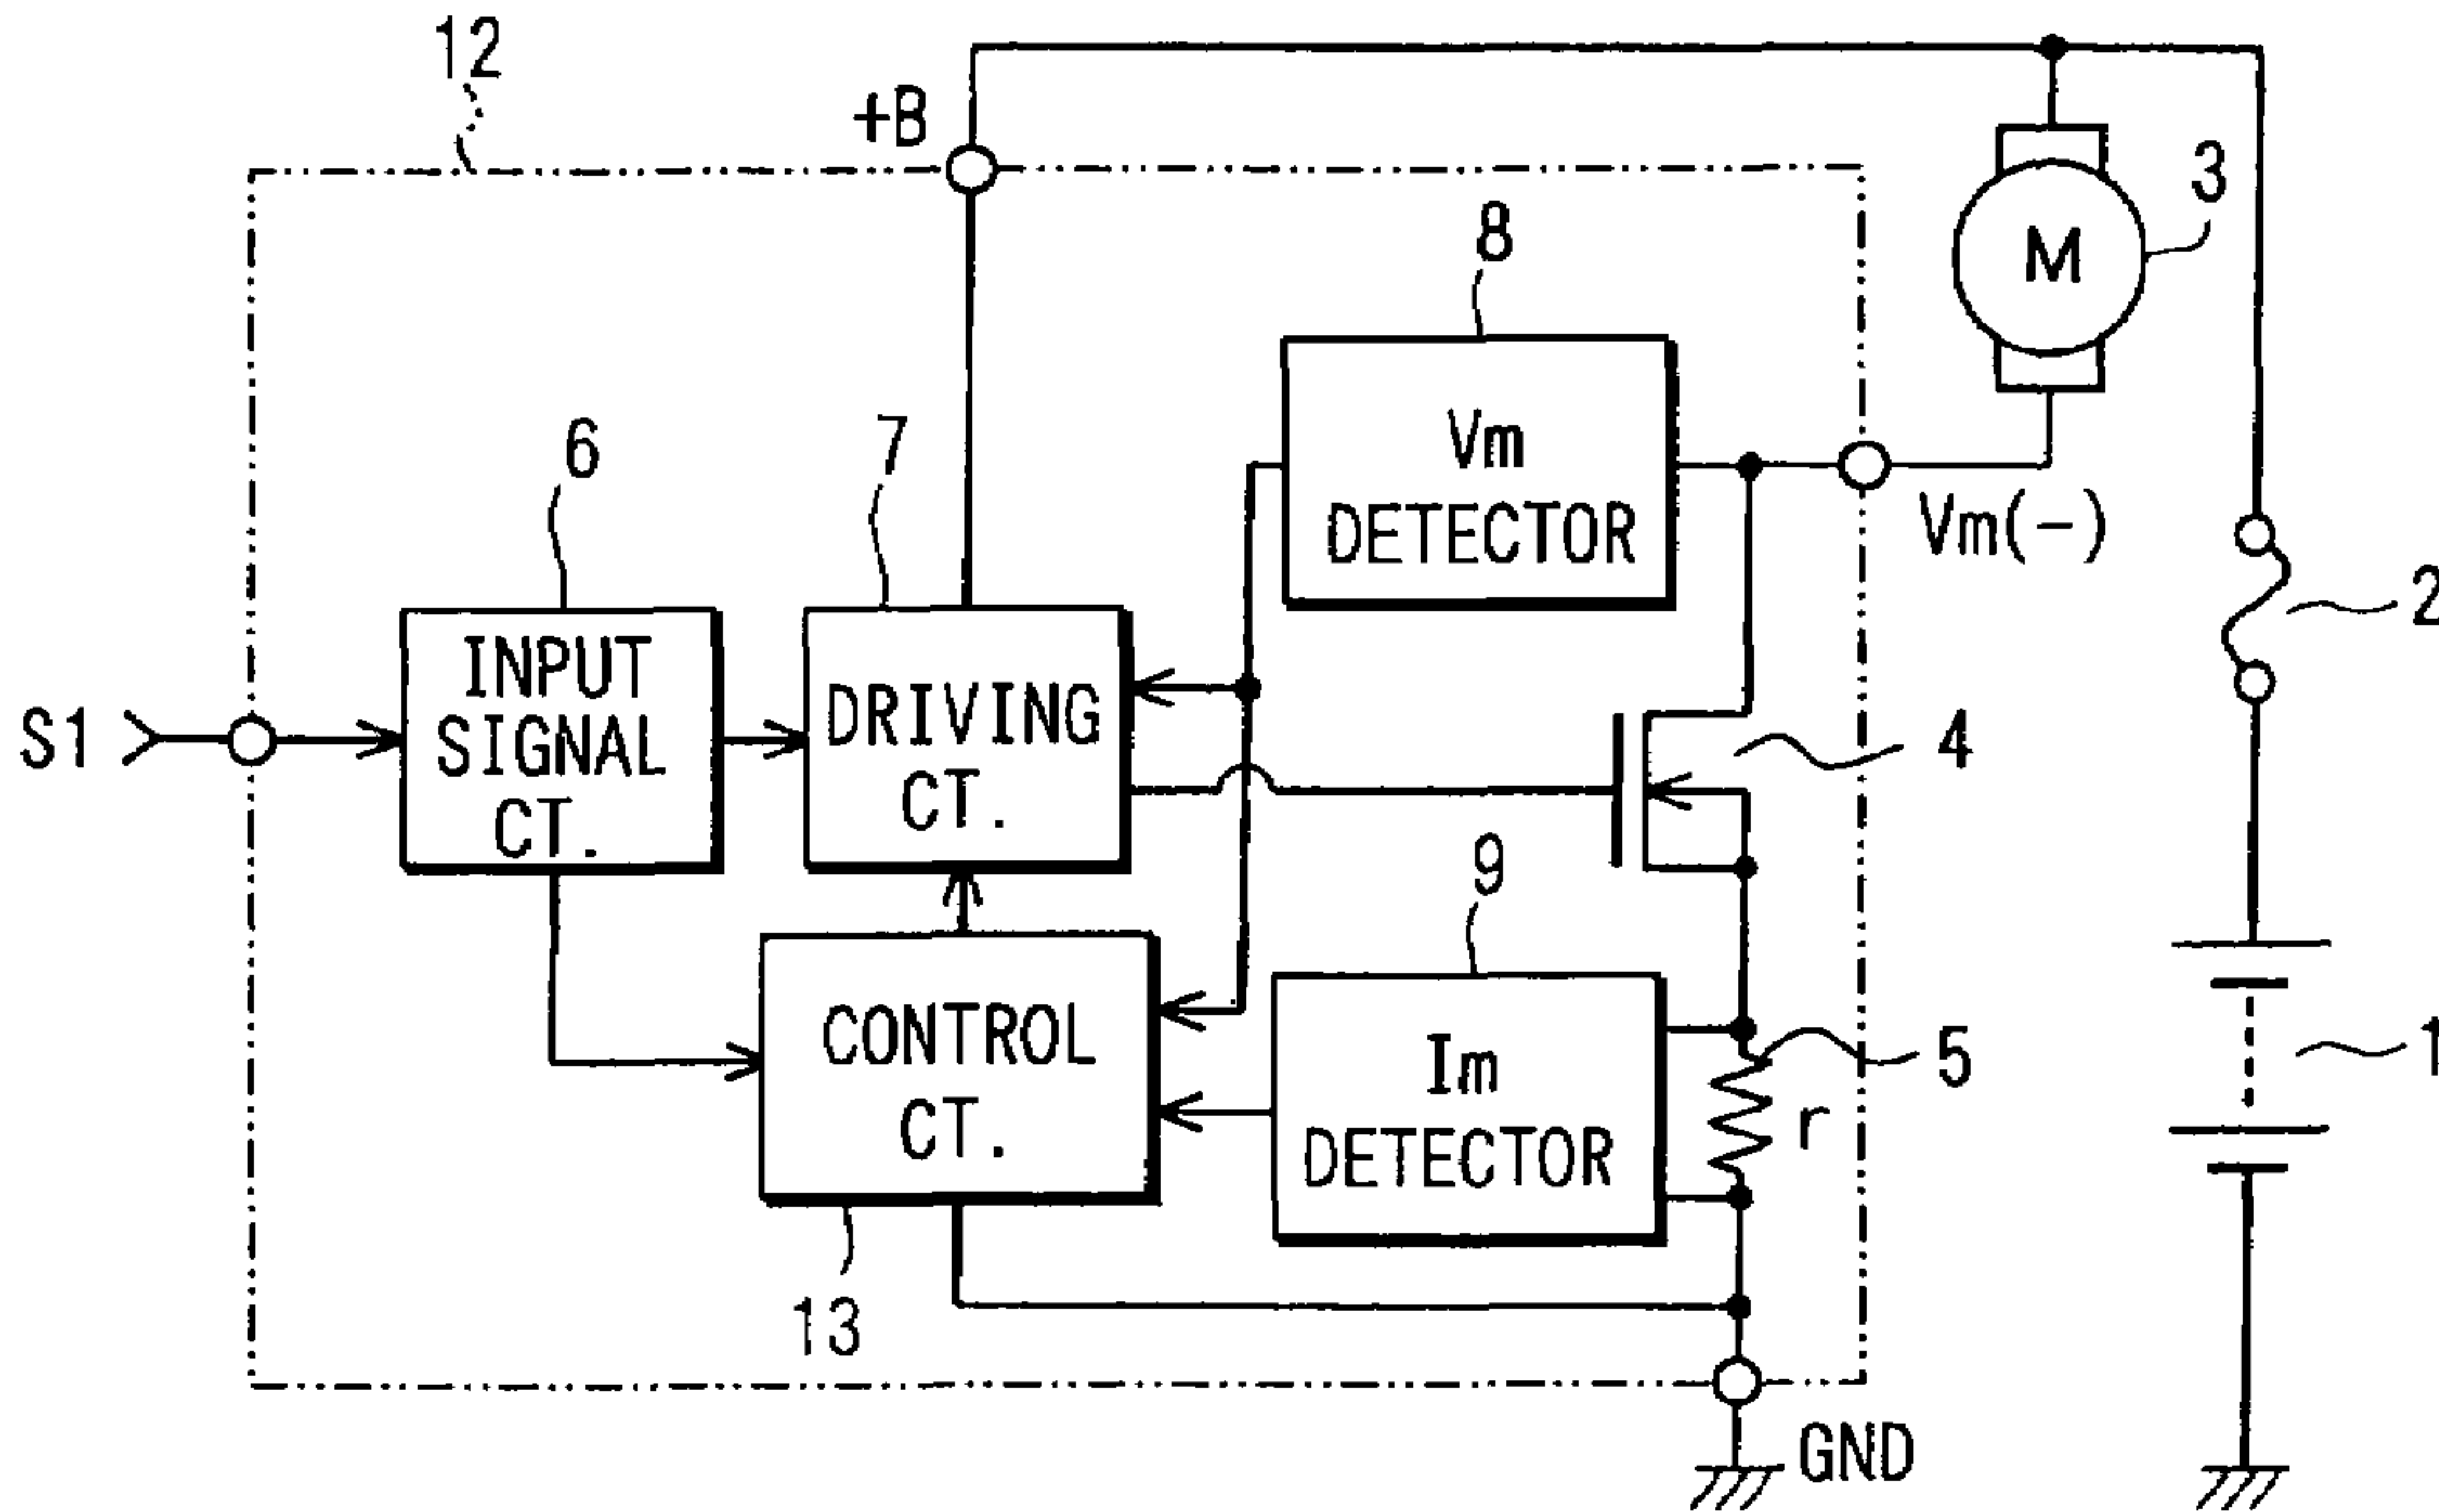 12
+B
3
8
M
Vm
DETECTOR
Vm(-)
6
7
2
INPUT
SIGNAL
CT.
DRIVING
CT.
S1
4
9
CONTROL
CT.
Im
DETECTOR
5
r
1
13
GND